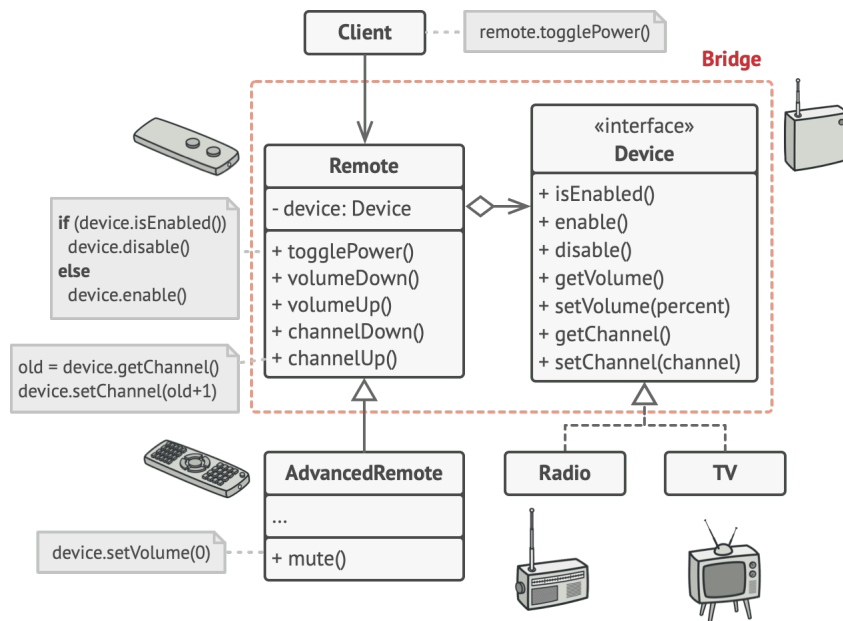 Client
remote.togglePower()
Bridge
Remote
- device: Device
+ togglePower()
+ volumeDown()
+ volumeUp()
+ channelDown()
+ channelUp()
«interface»
Device
+ isEnabled()
+ enable()
+ disable()
+ getVolume()
+ setVolume(percent)
+ getChannel()
+ setChannel(channel)
if (device.isEnabled())
device.disable()
else
device.enable()
old = device.getChannel()
device.setChannel(old+1)
AdvancedRemote
...
+ mute()
device.setVolume(0)
Radio
TV